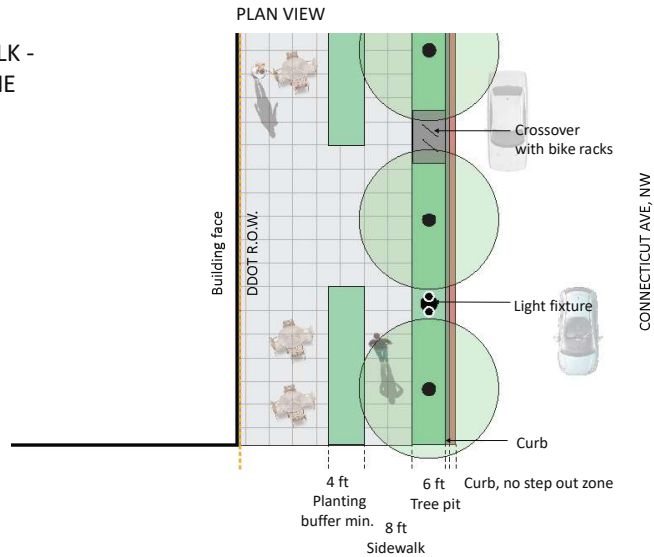 PLAN VIEW
LK -
IE
Crossover
with bike racks
Building face
DDOT R.O.W.
CONNECTICUT AVE, NW
Light fixture
Curb
4 ft
Planting
buffer min.
8 ft
Sidewalk
6 ft
Tree pit
Curb, no step out zone